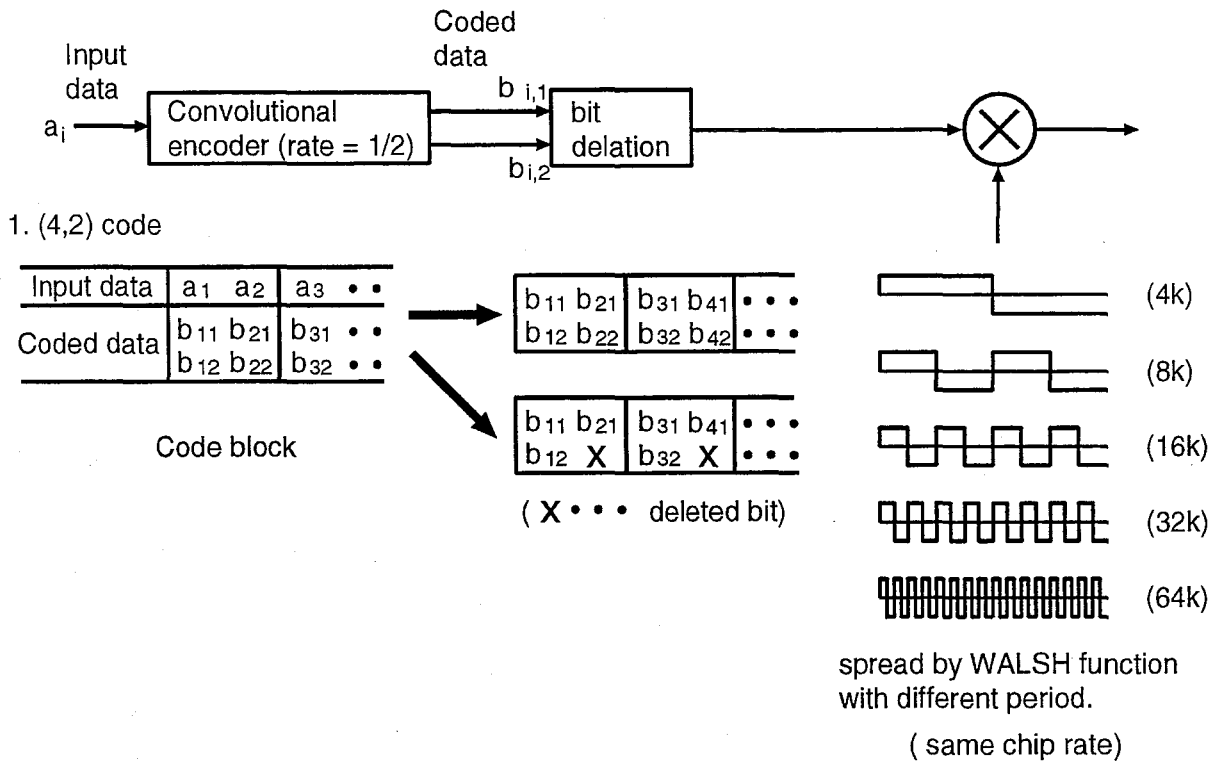 Input data
Coded data
a i
Convolutional encoder (rate = 1/2)
b i,1
b i,2
bit delation
1. (4,2) code
Input data a1 a2 a3 • •
Coded data b11 b21 b31 • •
b12 b22 b32 • •
Code block
b11 b21 b31 b41 • • •
b12 b22 b32 b42 • • •
b11 b21 b31 b41 • • •
b12 X b32 X • • •
( X • • • deleted bit)
(4k)
(8k)
(16k)
(32k)
(64k)
spread by WALSH function
with different period.
( same chip rate)